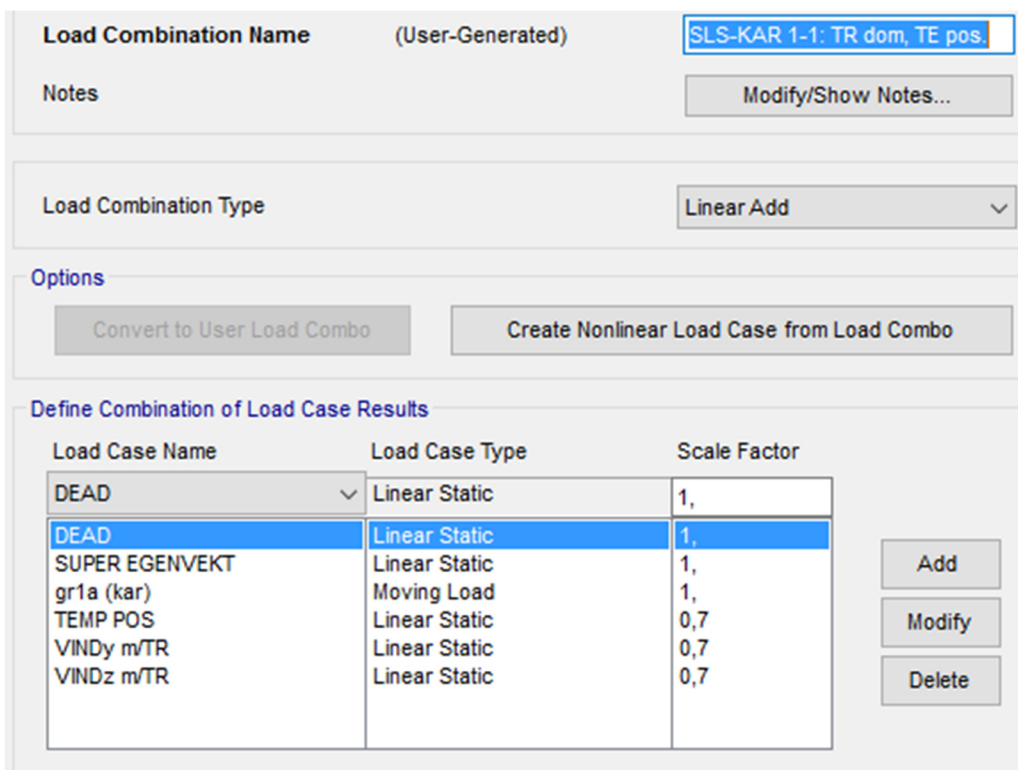 Load Combination Name (User-Generated) SLS-KAR 1-1: TR dom, TE pos.
Notes Modify/Show Notes...
Load Combination Type Linear Add
Options
Convert to User Load Combo Create Nonlinear Load Case from Load Combo
Define Combination of Load Case Results
Load Case Name Load Case Type Scale Factor
DEAD Linear Static 1,
DEAD Linear Static 1,
SUPER EGENVEKT Linear Static 1,
gr1a (kar) Moving Load 1,
TEMP POS Linear Static 0,7
VINDy m/TR Linear Static 0,7
VINDz m/TR Linear Static 0,7
Add
Modify
Delete